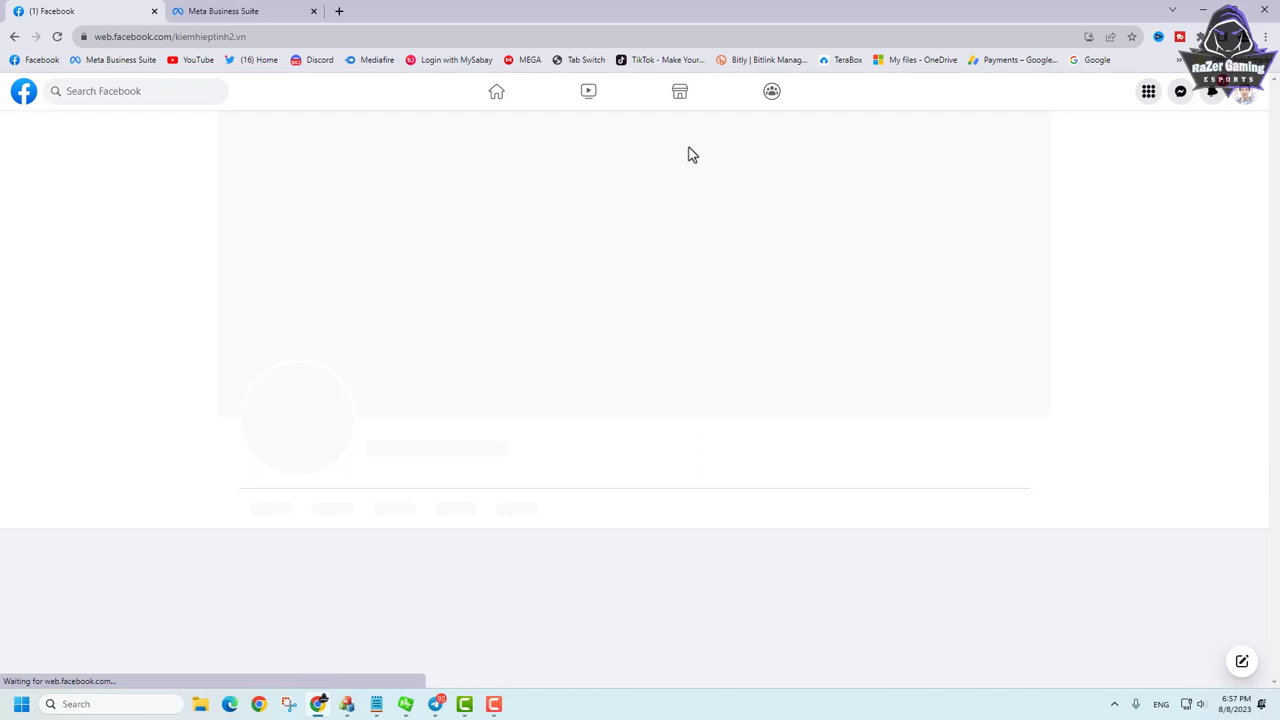 (1) Facebook
Meta Business Suite
web.facebook.com/kiemhieptinh2.vn
Facebook
Meta Business Suite
YouTube
(16) Home
Discord
Mediafire
Login with MySabay
MEGA
Tab Switch
TikTok - Make Your...
Bitly | Bitlink Manag...
TeraBox
My files - OneDrive
Payments – Google...
Google
RaZer Gaming
ESPORTS
Search Facebook
Waiting for web.facebook.com...
Search
90
ENG
6:57 PM
8/8/2023